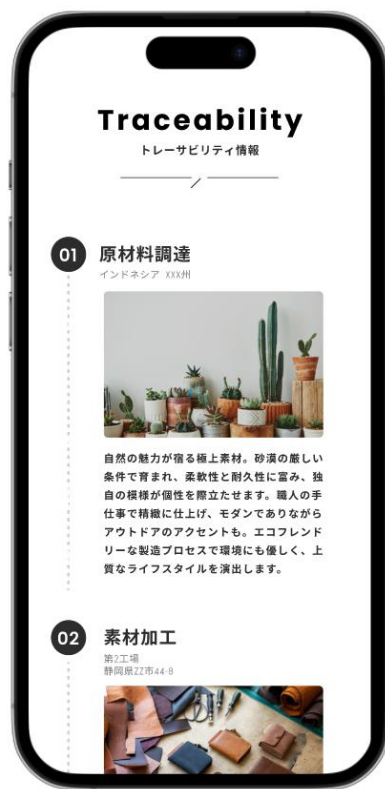 Traceability
トレーサビリティ情報
01
原材料調達
インドネシア XXX州
自然の魅力が宿る極上素材。砂漠の厳しい
条件で育まれ、柔軟性と耐久性に富み、独
自の模様が個性を際立たせます。職人の手
仕事で精緻に仕上げ、モダンでありながら
アウトドアのアクセントも。エコフレンド
リーな製造プロセスで環境にも優しく、上
質なライフスタイルを演出します。
02
素材加工
第2工場
静岡県ZZ市44-8